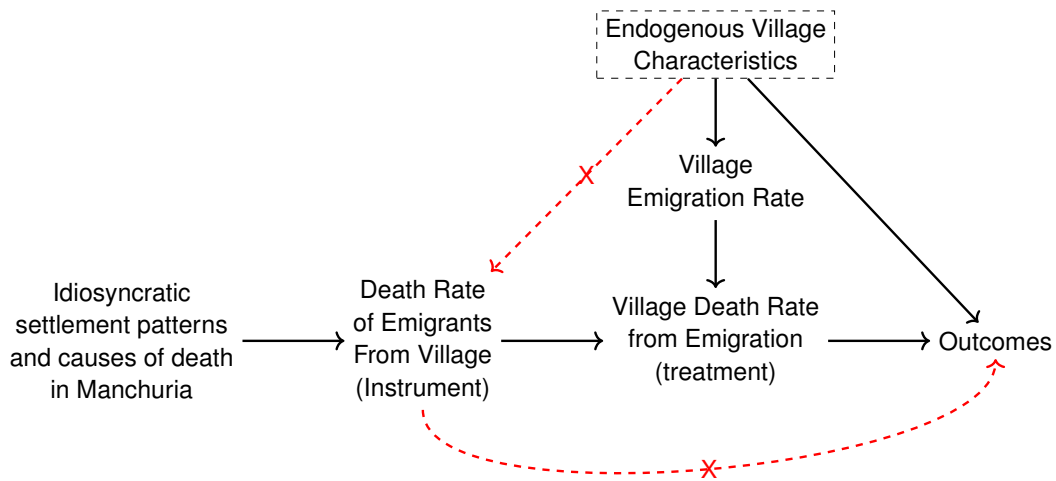 Endogenous Village
Characteristics
X
Village
Emigration Rate
Idiosyncratic
settlement patterns
and causes of death
in Manchuria
Death Rate
of Emigrants
From Village
(Instrument)
Village Death Rate
from Emigration
(treatment)
Outcomes
X